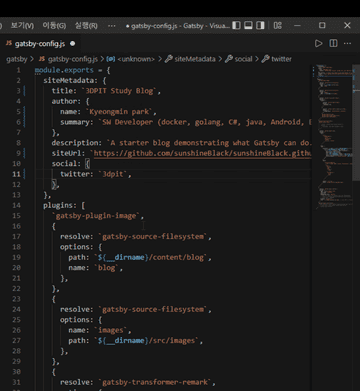 보기(V) 이동(G) 실행(R) ··· ● gatsby-config.js - Gatsby - Visual
JS gatsby-config.js ●
gatsby > JS gatsby-config.js > <unknown> > siteMetadata > social > twitter
1 module.exports = {
2 siteMetadata: {
3 title: `3DPIT Study Blog`,
4 author: {
5 name: `Kyeongmin park`,
6 summary: `SW Developer (docker, golang, C#, java, Android,
7 },
8 description: `A starter blog demonstrating what Gatsby can do.
9 siteUrl: `https://github.com/sunshineBlack/sunshineBlack.gith
10 social: {
11 twitter: `3dpit`,
12 },
13 },
14 plugins: [
15 `gatsby-plugin-image`,
16 {
17 resolve: `gatsby-source-filesystem`,
18 options: {
19 path: `${__dirname}/content/blog`,
20 name: `blog`,
21 },
22 },
23 {
24 resolve: `gatsby-source-filesystem`,
25 options: {
26 name: `images`,
27 path: `${__dirname}/src/images`,
28 },
29 },
30 {
31 resolve: `gatsby-transformer-remark`,